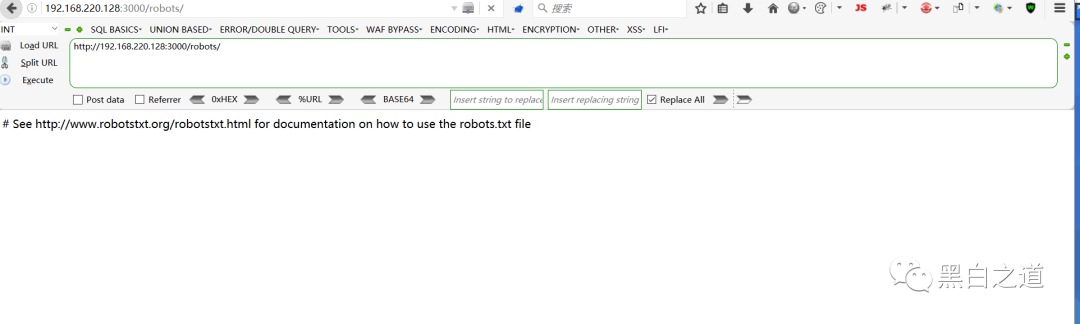 192.168.220.128:3000/robots/
搜索
JS
INT
SQL BASICS▾ UNION BASED▾ ERROR/DOUBLE QUERY▾ TOOLS▾ WAF BYPASS▾ ENCODING▾ HTML▾ ENCRYPTION▾ OTHER▾ XSS▾ LFI▾
Load URL
http://192.168.220.128:3000/robots/
Split URL
Execute
Post data Referrer 0xHEX %URL BASE64 Insert string to replace Insert replacing string Replace All
# See http://www.robotstxt.org/robotstxt.html for documentation on how to use the robots.txt file
黑白之道